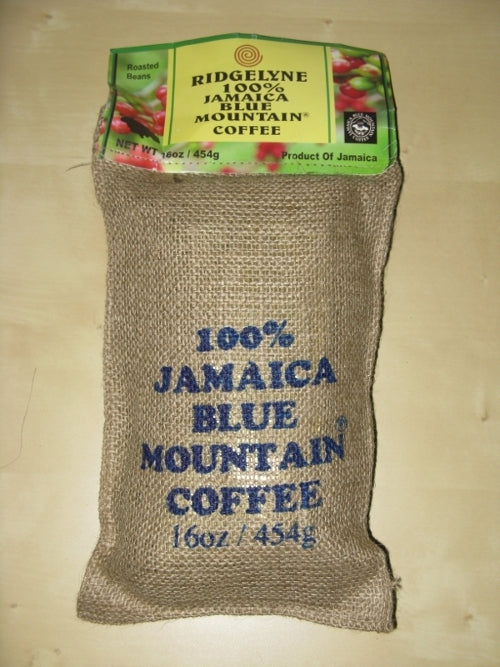 Roasted
Beans
RIDGELYNE
100%
JAMAICA
BLUE
MOUNTAIN®
COFFEE
NET WT 16oz / 454g
Product Of Jamaica
100%
JAMAICA
BLUE
MOUNTAIN®
COFFEE
16oz / 454g